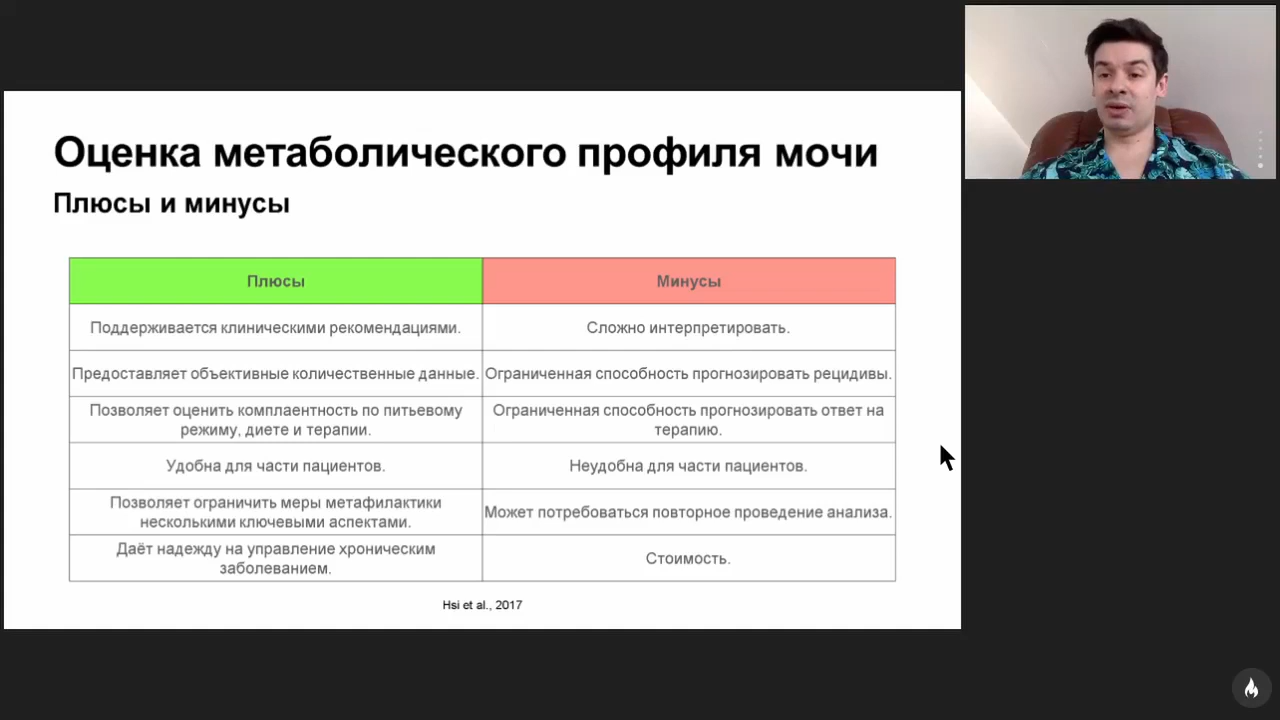 Оценка метаболического профиля мочи
Плюсы и минусы
Плюсы
Минусы
Поддерживается клиническими рекомендациями.
Сложно интерпретировать.
Предоставляет объективные количественные данные.
Ограниченная способность прогнозировать рецидивы.
Позволяет оценить комплаентность по питьевому
режиму, диете и терапии.
Ограниченная способность прогнозировать ответ на
терапию.
Удобна для части пациентов.
Неудобна для части пациентов.
Позволяет ограничить меры метафилактики
несколькими ключевыми аспектами.
Может потребоваться повторное проведение анализа.
Даёт надежду на управление хроническим
заболеванием.
Стоимость.
Hsi et al., 2017